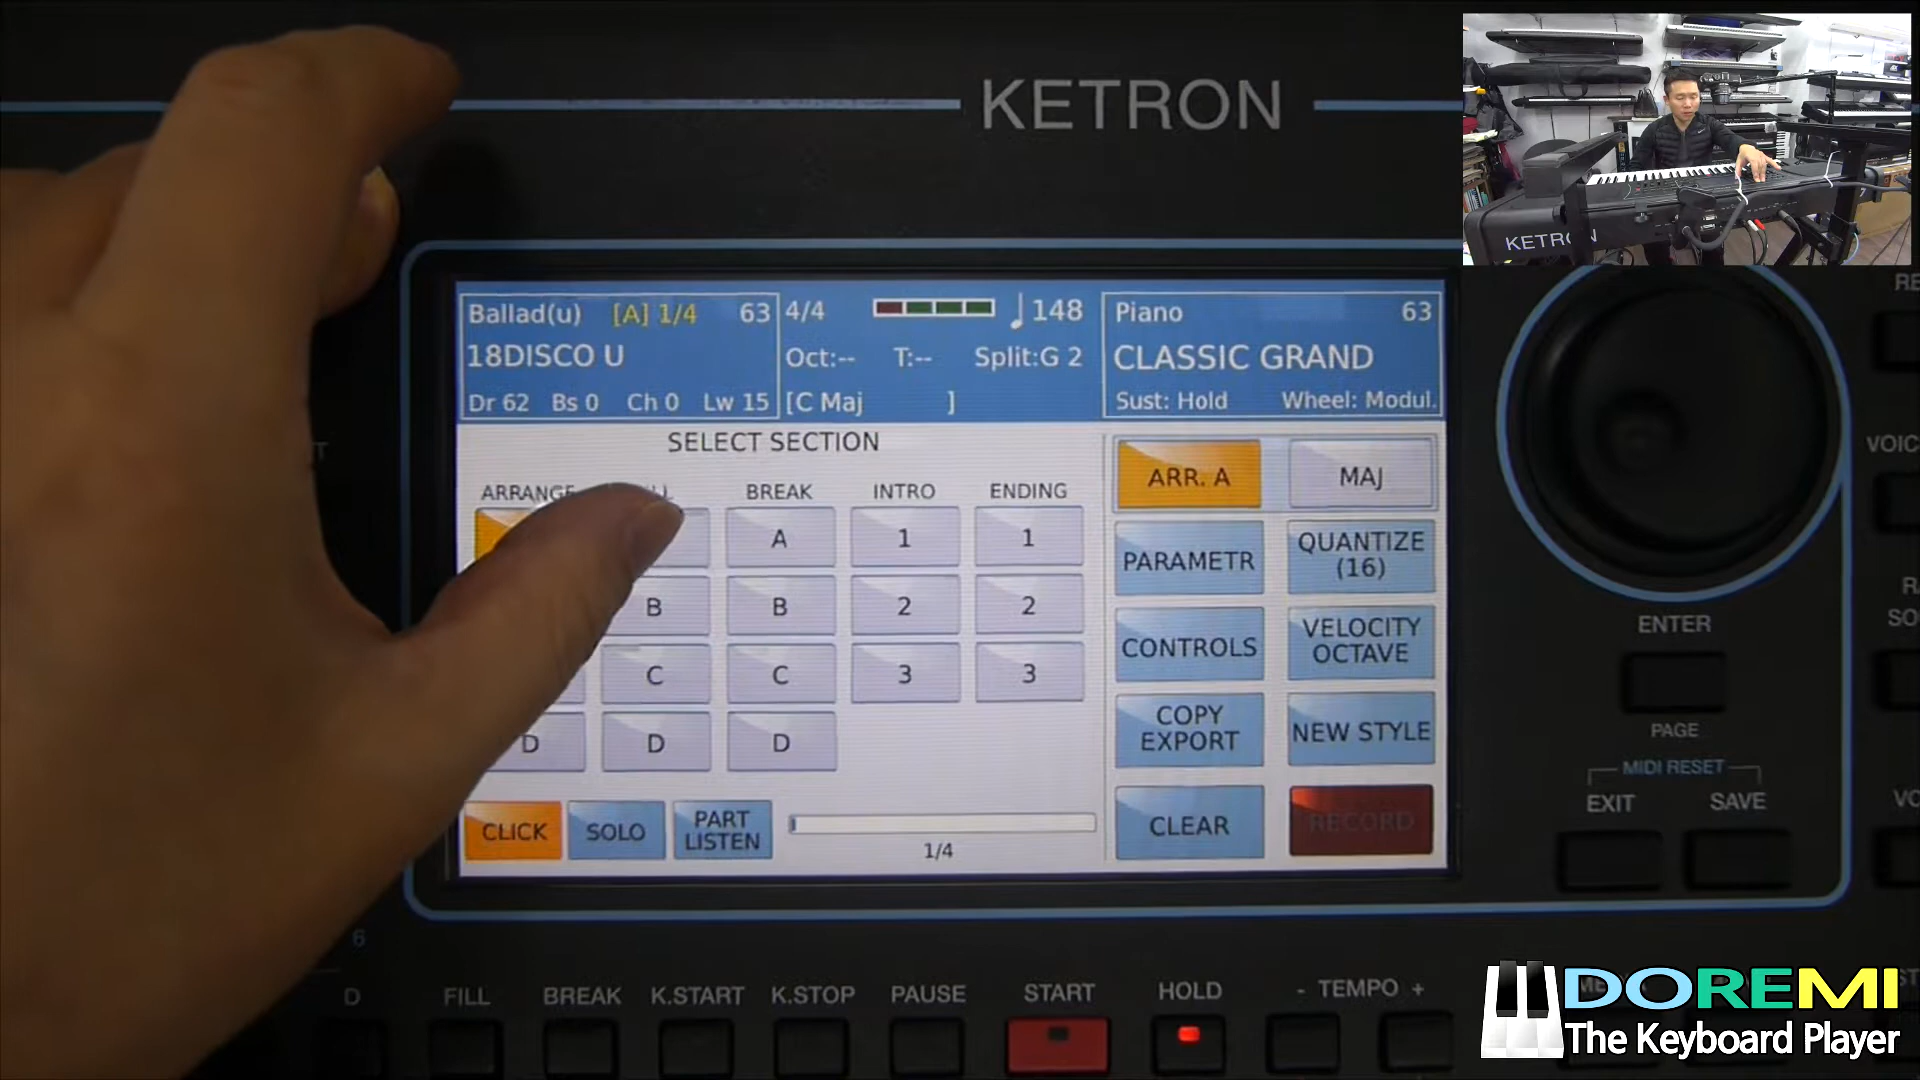 KETRON
KETRON
Ballad(u) [A] 1/4 63
18DISCO U
Dr 62 Bs 0 Ch 0 Lw 15
4/4 148
Oct:-- T:-- Split:G 2
[C Maj ]
Piano 63
CLASSIC GRAND
Sust: Hold Wheel: Modul.
SELECT SECTION
ARRANGE BREAK INTRO ENDING
A 1 1
B B 2 2
C C 3 3
D D D
ARR. A MAJ
PARAMETR QUANTIZE (16)
CONTROLS VELOCITY OCTAVE
COPY EXPORT NEW STYLE
CLEAR RECORD
CLICK SOLO PART LISTEN
1/4
ENTER
PAGE
MIDI RESET
EXIT SAVE
6
D FILL BREAK K.START K.STOP PAUSE START HOLD - TEMPO +
DOREMI
The Keyboard Player